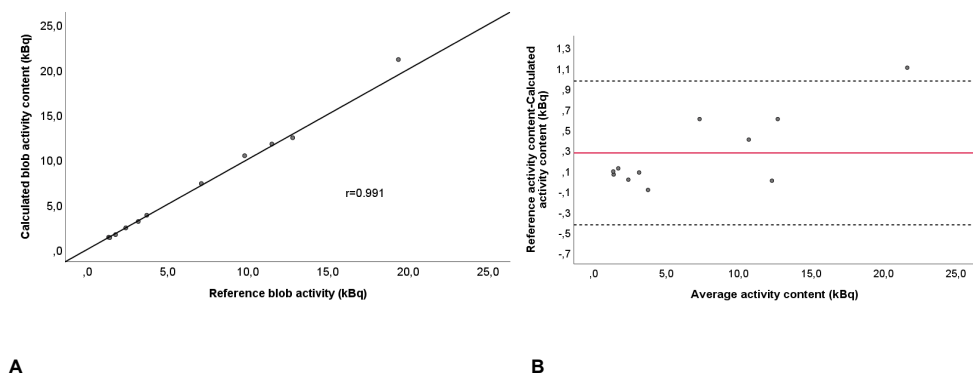 25,0
20,0
15,0
10,0
5,0
,0
Calculated blob activity content (kBq)
r=0.991
,0 5,0 10,0 15,0 20,0 25,0
Reference blob activity (kBq)
A
1,3
1,1
,9
,7
,5
,3
,1
-,1
-,3
-,5
-,7
Reference activity content-Calculated
activity content (kBq)
,0 5,0 10,0 15,0 20,0 25,0
Average activity content (kBq)
B